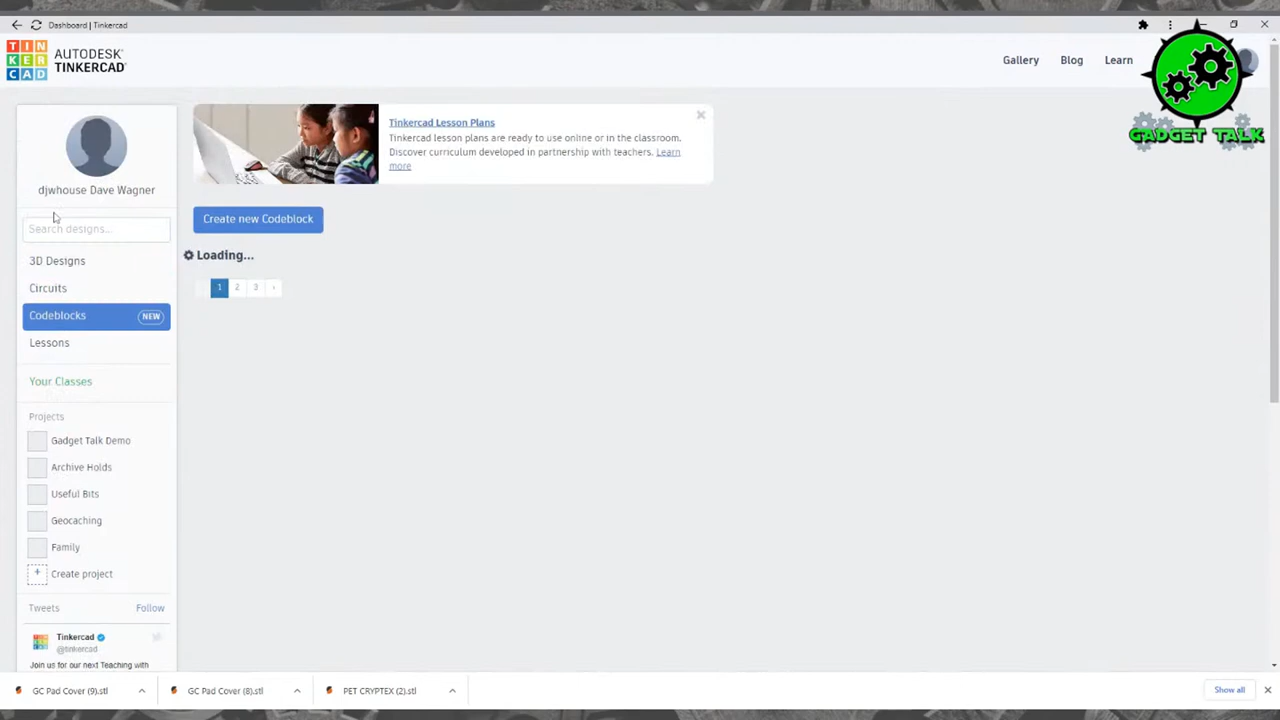 Dashboard | Tinkercad
TIN
KER
CAD
AUTODESK
TINKERCAD
Gallery
Blog
Learn
GADGET TALK
djwhouse Dave Wagner
Search designs...
3D Designs
Circuits
Codeblocks
NEW
Lessons
Your Classes
Projects
Gadget Talk Demo
Archive Holds
Useful Bits
Geocaching
Family
+ Create project
Tweets
Follow
Tinkercad
@tinkercad
Join us for our next Teaching with
Tinkercad Lesson Plans
Tinkercad lesson plans are ready to use online or in the classroom.
Discover curriculum developed in partnership with teachers. Learn
more
Create new Codeblock
Loading...
1 2 3 ›
GC Pad Cover (9).stl
GC Pad Cover (8).stl
PET CRYPTEX (2).stl
Show all